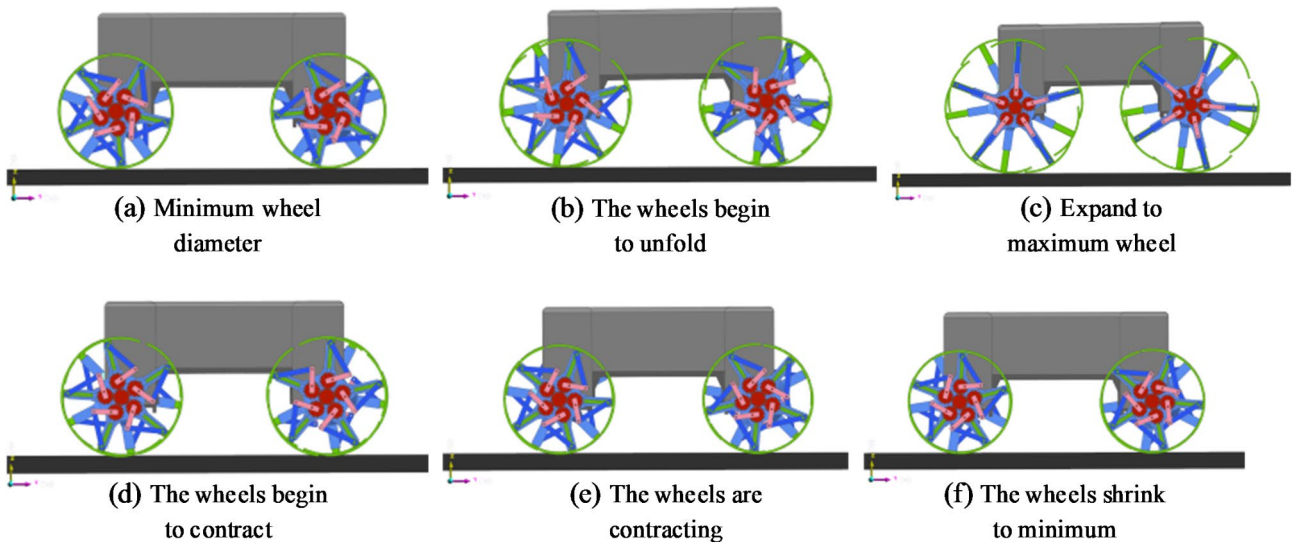 (a) Minimum wheel
diameter
(b) The wheels begin
to unfold
(c) Expand to
maximum wheel
(d) The wheels begin
to contract
(e) The wheels are
contracting
(f) The wheels shrink
to minimum